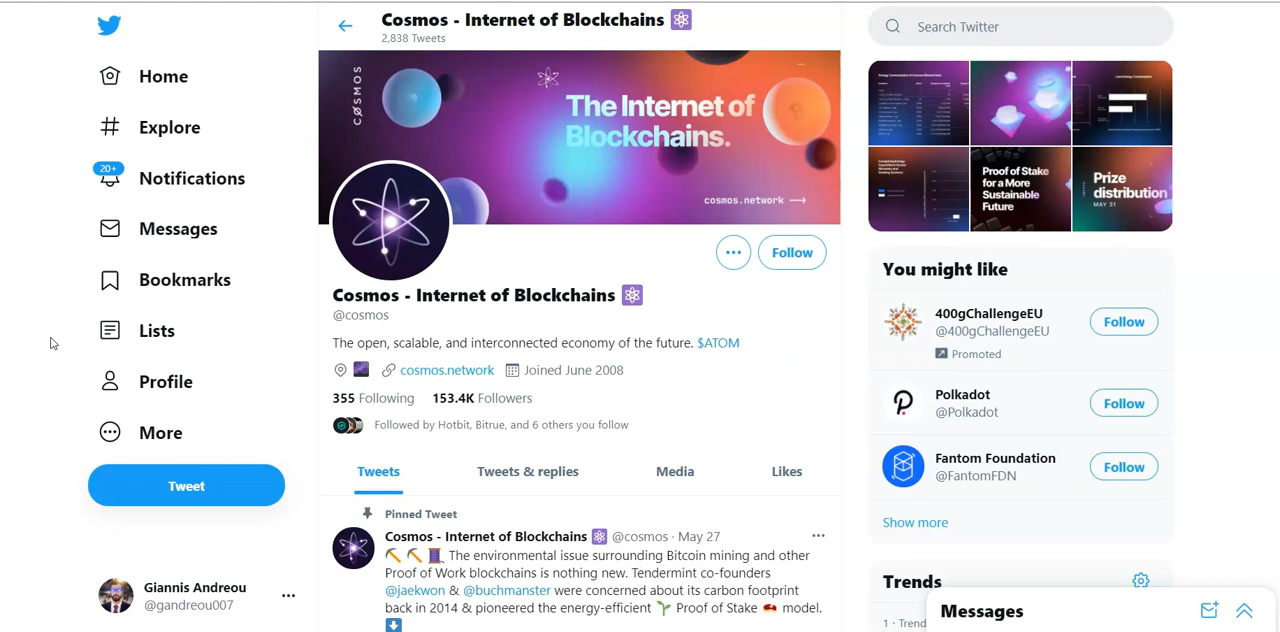 Home
Explore
20+
Notifications
Messages
Bookmarks
Lists
Profile
More
Tweet
Giannis Andreou
@gandreou007
Cosmos - Internet of Blockchains
2,838 Tweets
COSMOS
The Internet of
Blockchains.
cosmos.network
Follow
Cosmos - Internet of Blockchains
@cosmos
The open, scalable, and interconnected economy of the future. $ATOM
cosmos.network Joined June 2008
355 Following 153.4K Followers
Followed by Hotbit, Bitrue, and 6 others you follow
Tweets Tweets & replies Media Likes
Pinned Tweet
Cosmos - Internet of Blockchains @cosmos · May 27
The environmental issue surrounding Bitcoin mining and other
Proof of Work blockchains is nothing new. Tendermint co-founders
@jaekwon & @buchmanster were concerned about its carbon footprint
back in 2014 & pioneered the energy-efficient Proof of Stake model.
Search Twitter
Proof of Stake
for a More
Sustainable
Future
Prize
distribution
MAY 31
You might like
400gChallengeEU
@400gChallengeEU
Promoted
Follow
Polkadot
@Polkadot
Follow
Fantom Foundation
@FantomFDN
Follow
Show more
Trends
1 · Trend
Messages